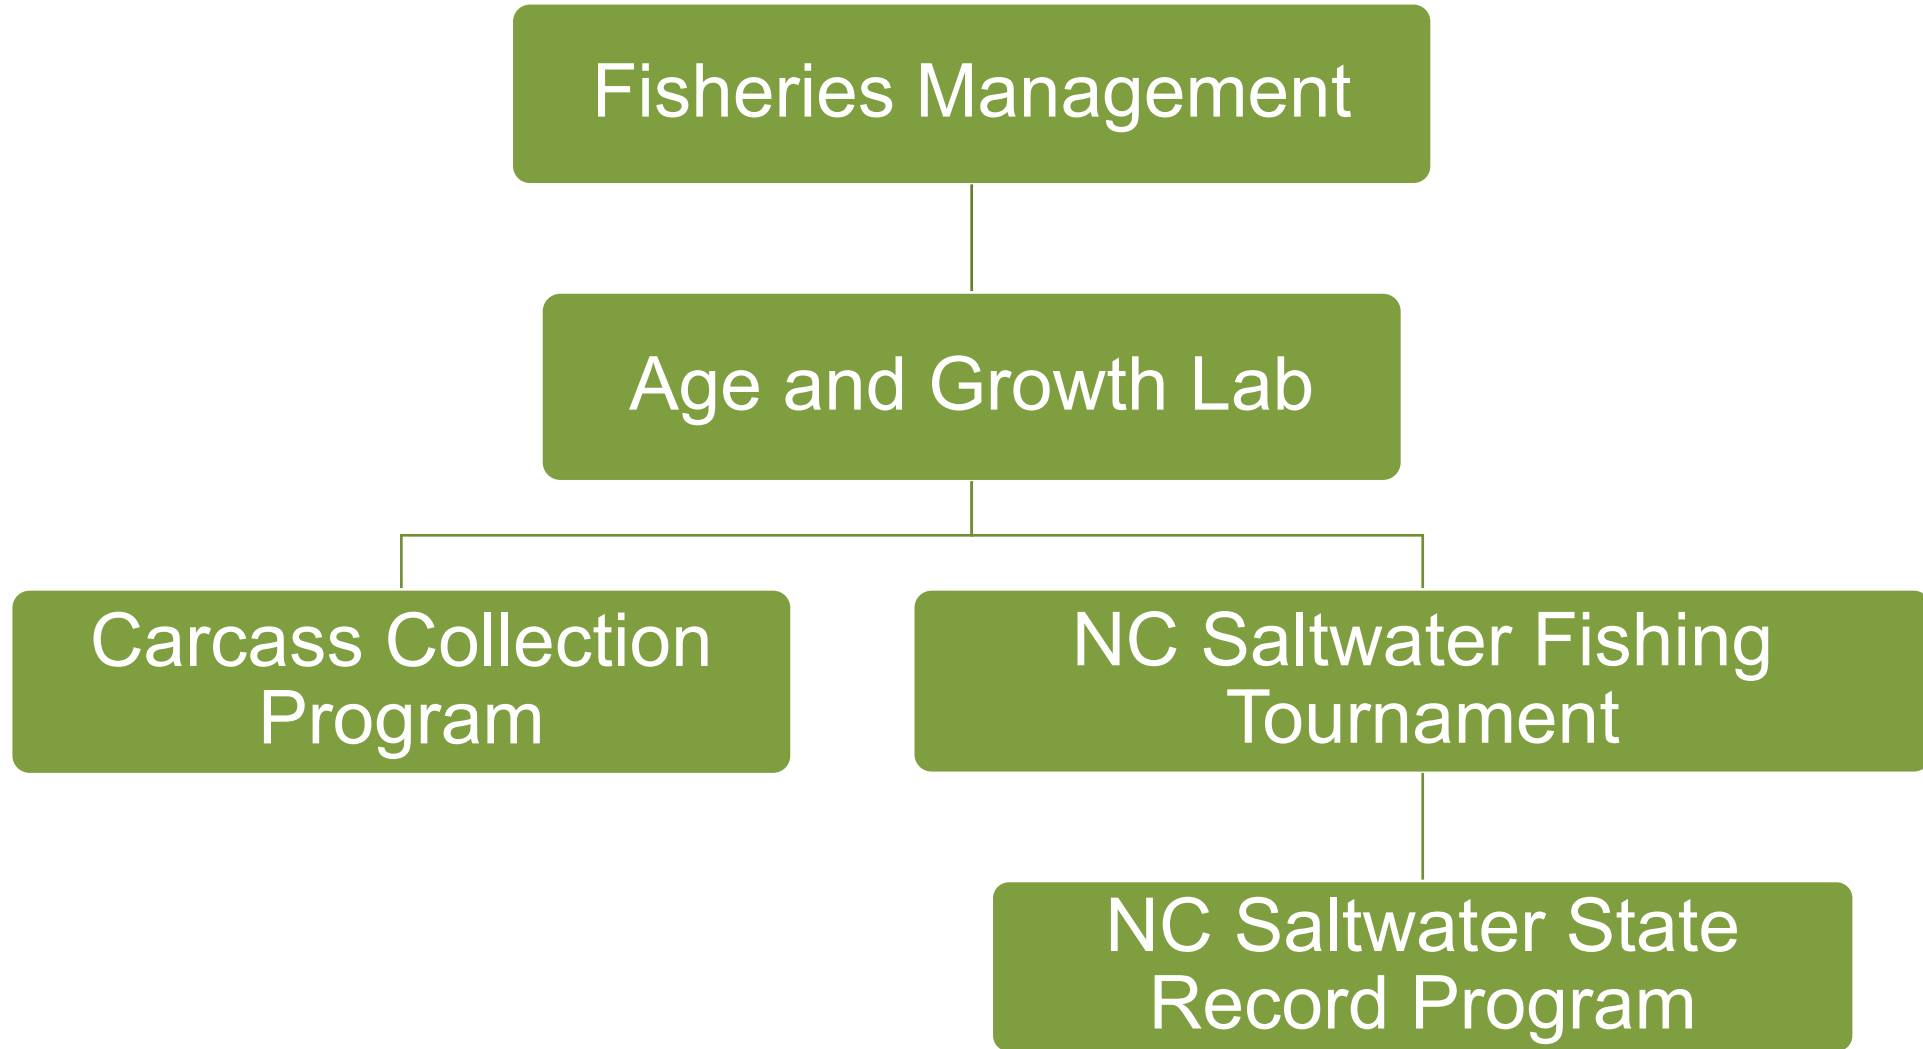 Fisheries Management
Age and Growth Lab
Carcass Collection
Program
NC Saltwater Fishing
Tournament
NC Saltwater State
Record Program